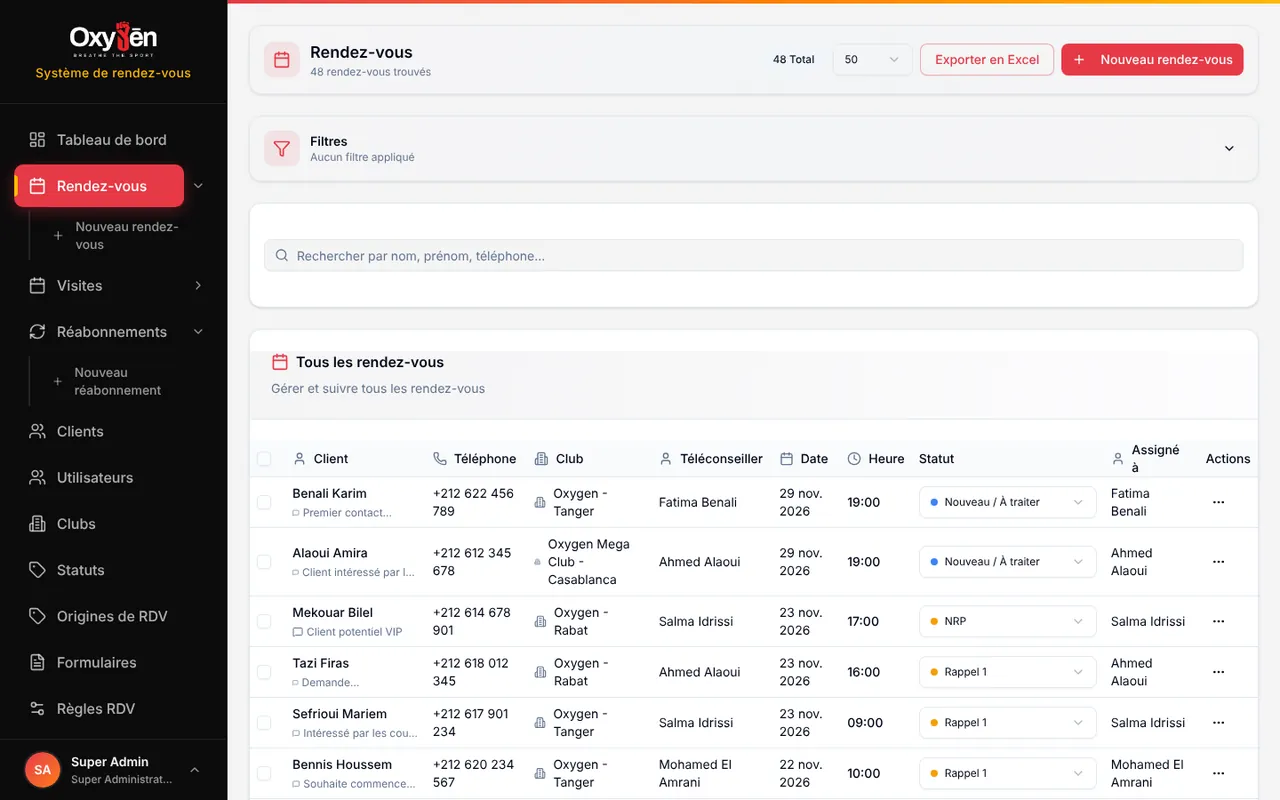 Oxygēn
BREATHE THE SPORT
Système de rendez-vous
Tableau de bord
Rendez-vous
Nouveau rendez-
vous
Visites
Réabonnements
Nouveau
réabonnement
Clients
Utilisateurs
Clubs
Statuts
Origines de RDV
Formulaires
Règles RDV
SA
Super Admin
Super Administrat...
Rendez-vous
48 rendez-vous trouvés
48 Total
50
Exporter en Excel
+ Nouveau rendez-vous
Filtres
Aucun filtre appliqué
Rechercher par nom, prénom, téléphone...
Tous les rendez-vous
Gérer et suivre tous les rendez-vous
Client Téléphone Club Téléconseiller Date Heure Statut Assigné à Actions
Benali Karim
Premier contact...
+212 622 456
789
Oxygen -
Tanger
Fatima Benali
29 nov.
2026
19:00
Nouveau / À traiter
Fatima
Benali
...
Alaoui Amira
Client intéressé par l...
+212 612 345
678
Oxygen Mega
Club -
Casablanca
Ahmed Alaoui
29 nov.
2026
19:00
Nouveau / À traiter
Ahmed
Alaoui
...
Mekouar Bilel
Client potentiel VIP
+212 614 678
901
Oxygen -
Rabat
Salma Idrissi
23 nov.
2026
17:00
NRP
Salma Idrissi
...
Tazi Firas
Demande...
+212 618 012
345
Oxygen -
Rabat
Ahmed Alaoui
23 nov.
2026
16:00
Rappel 1
Ahmed
Alaoui
...
Sefrioui Mariem
Intéressé par les cou...
+212 617 901
234
Oxygen -
Tanger
Salma Idrissi
23 nov.
2026
09:00
Rappel 1
Salma Idrissi
...
Bennis Houssem
Souhaite commence...
+212 620 234
567
Oxygen -
Tanger
Mohamed El
Amrani
22 nov.
2026
10:00
Rappel 1
Mohamed El
Amrani
...